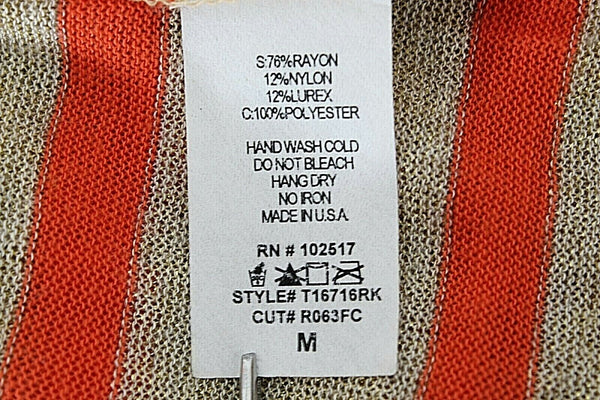 S:76%RAYON
12%NYLON
12%LUREX
C:100%POLYESTER
HAND WASH COLD
DO NOT BLEACH
HANG DRY
NO IRON
MADE IN U.S.A.
RN # 102517
STYLE# T16716RK
CUT# R063FC
M